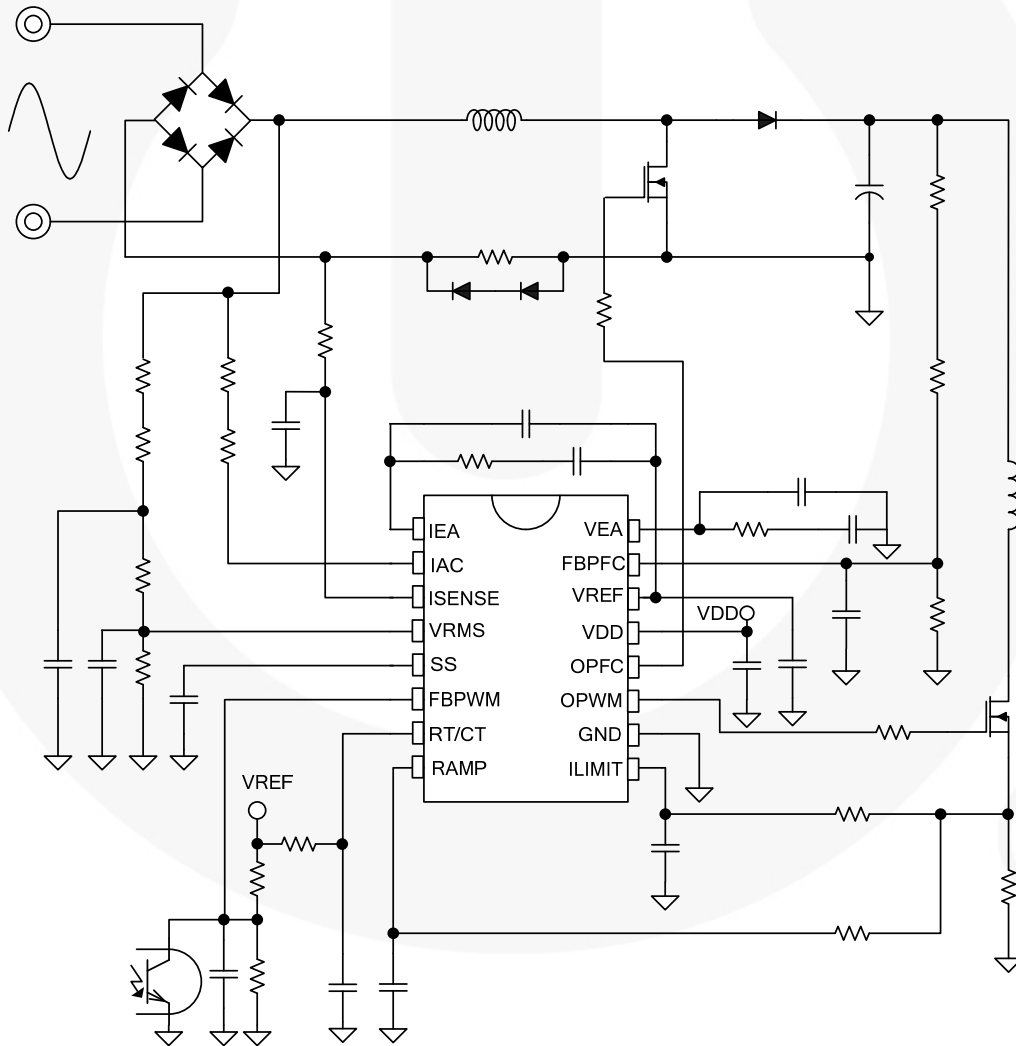 IEA
IAC
ISENSE
VRMS
SS
FBPWM
RT/CT
RAMP
VEA
FBPFC
VREF
VDD
OPFC
OPWM
GND
ILIMIT
VDD
VREF